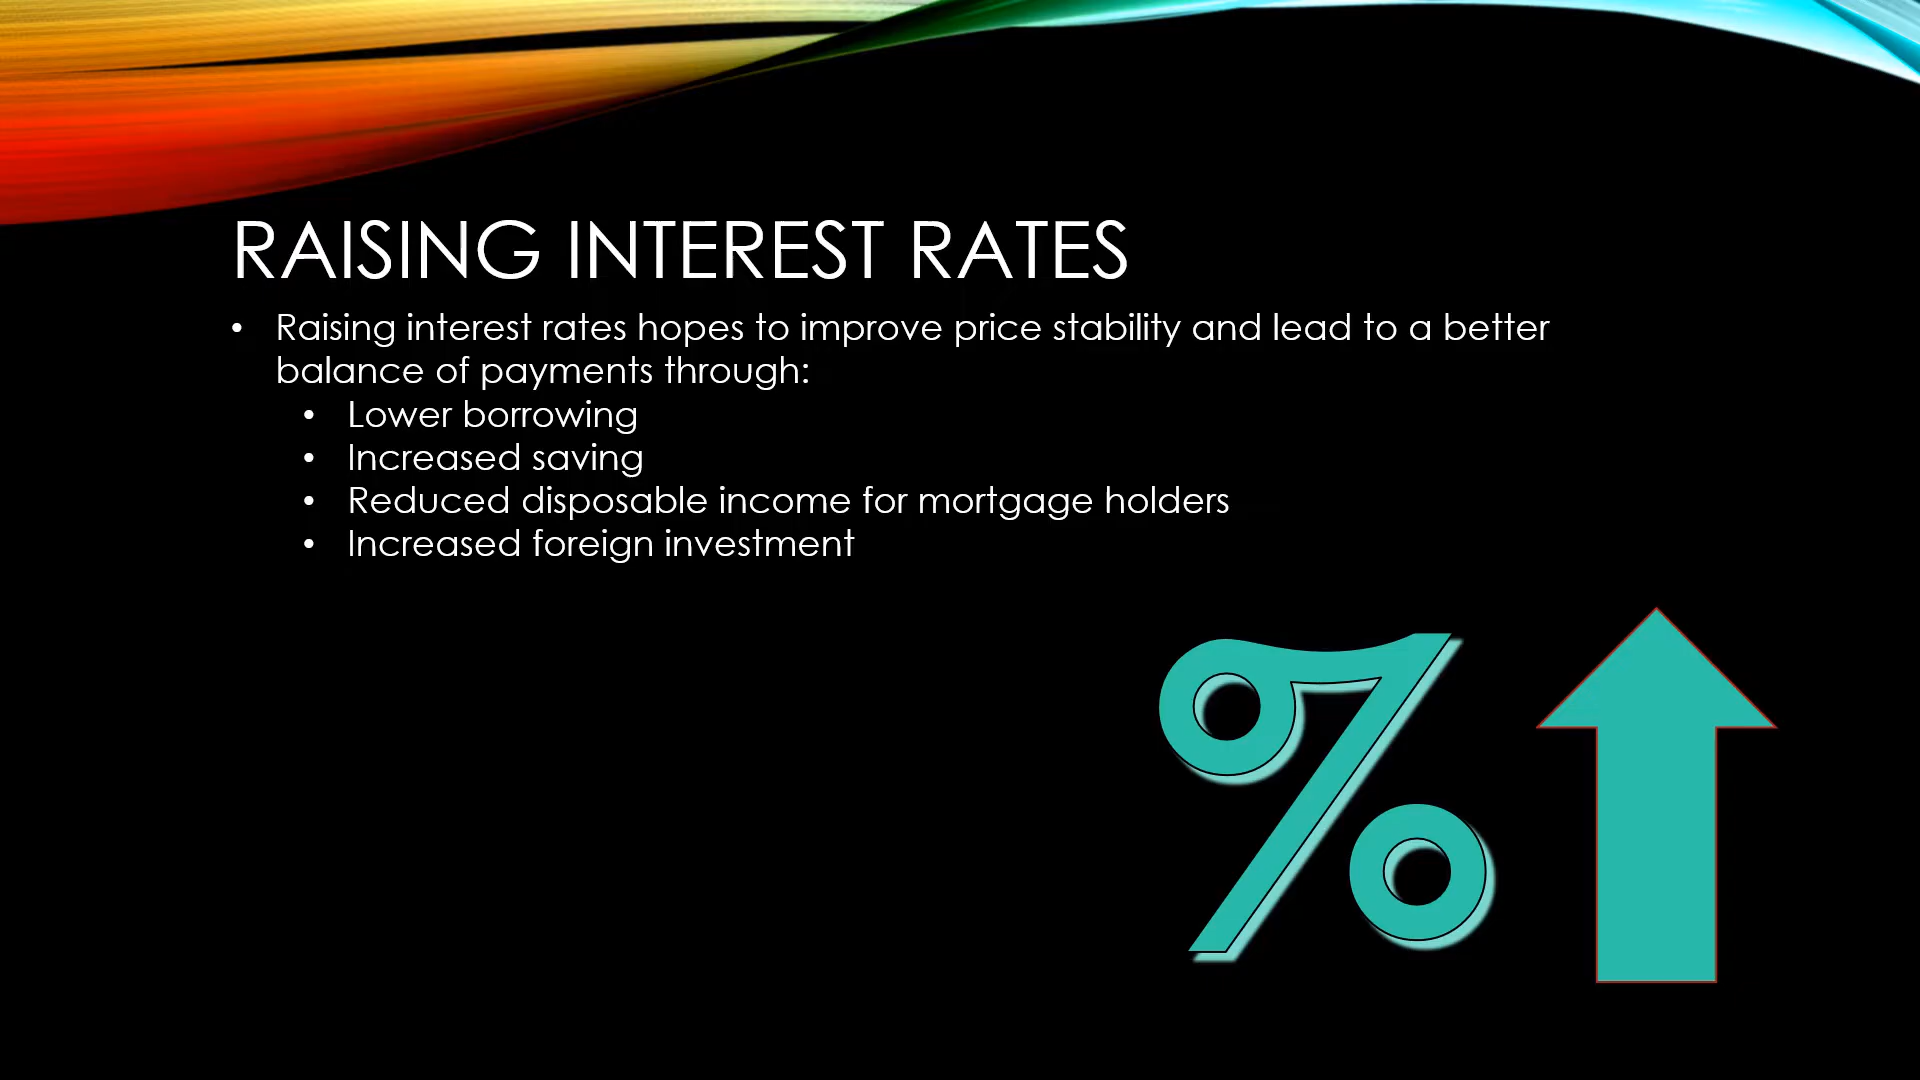 RAISING INTEREST RATES
• Raising interest rates hopes to improve price stability and lead to a better
balance of payments through:
• Lower borrowing
• Increased saving
• Reduced disposable income for mortgage holders
• Increased foreign investment
%